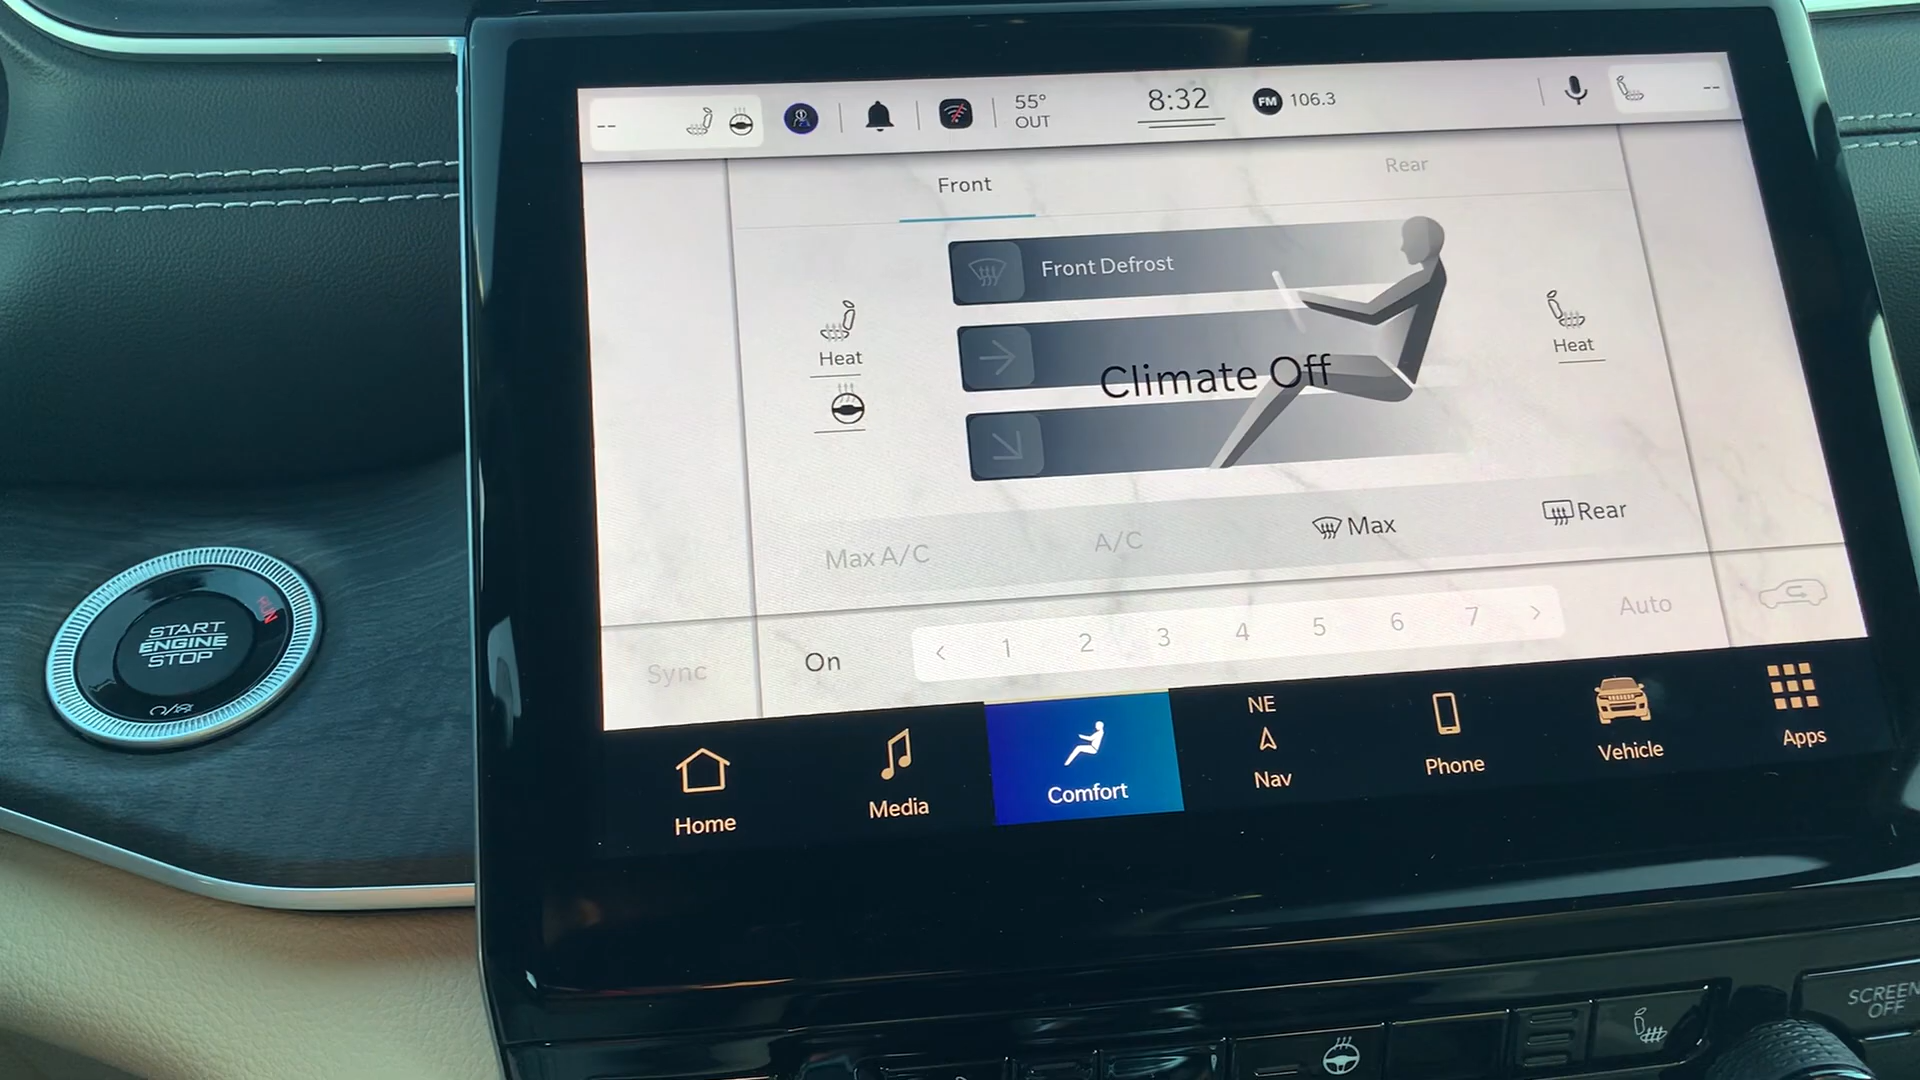 --
55°
OUT
8:32
FM 106.3
--
Front
Rear
Front Defrost
Heat
Heat
Climate Off
Max A/C
A/C
Max
Rear
Sync
On
< 1 2 3 4 5 6 7 >
Auto
Home
Media
Comfort
NE
Nav
Phone
Vehicle
Apps
RUN
START
ENGINE
STOP
SCREEN
OFF